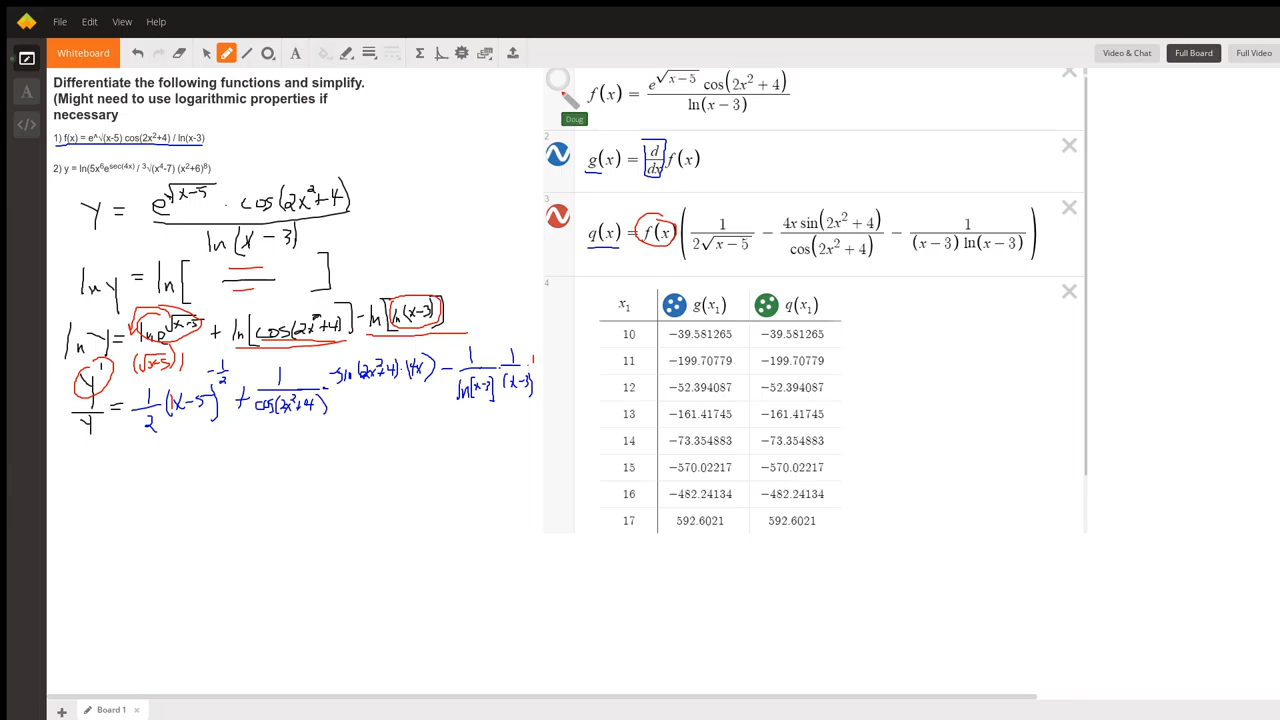 File Edit View Help
Whiteboard
Video & Chat Full Board Full Video
Differentiate the following functions and simplify.
(Might need to use logarithmic properties if
necessary
1) f(x) = e^√(x-5) cos(2x²+4) / ln(x-3)
2) y = ln(5x⁶e^sec(4x) / ³√(x⁴-7) (x²+6)⁸)
y = e^√(x-5) · cos(2x²+4) / ln(x-3)
ln y = ln[ ]
ln y = ln e^√(x-5) + ln[cos(2x²+4)] - ln[ln(x-3)]
(√x-5) 1
y'/y = 1/2 (x-5)^-1/2 + 1/cos(2x²+4) · -sin(2x²+4)·(4x) - 1/ln[x-3] · 1/(x-3) · 1
Doug
f(x) = e^√(x-5) cos(2x²+4) / ln(x-3)
2
g(x) = d/dx f(x)
3
q(x) = f(x) ( 1/(2√(x-5)) - 4x sin(2x²+4)/cos(2x²+4) - 1/((x-3) ln(x-3)) )
4
x₁ g(x₁) q(x₁)
10 −39.581265 −39.581265
11 −199.70779 −199.70779
12 −52.394087 −52.394087
13 −161.41745 −161.41745
14 −73.354883 −73.354883
15 −570.02217 −570.02217
16 −482.24134 −482.24134
17 592.6021 592.6021
Board 1